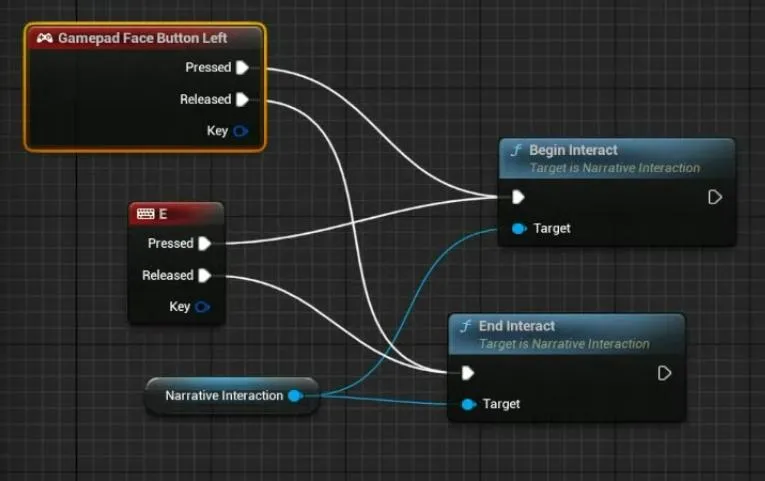 Gamepad Face Button Left
Pressed
Released
Key
Begin Interact
Target is Narrative Interaction
Target
E
Pressed
Released
Key
End Interact
Target is Narrative Interaction
Target
Narrative Interaction